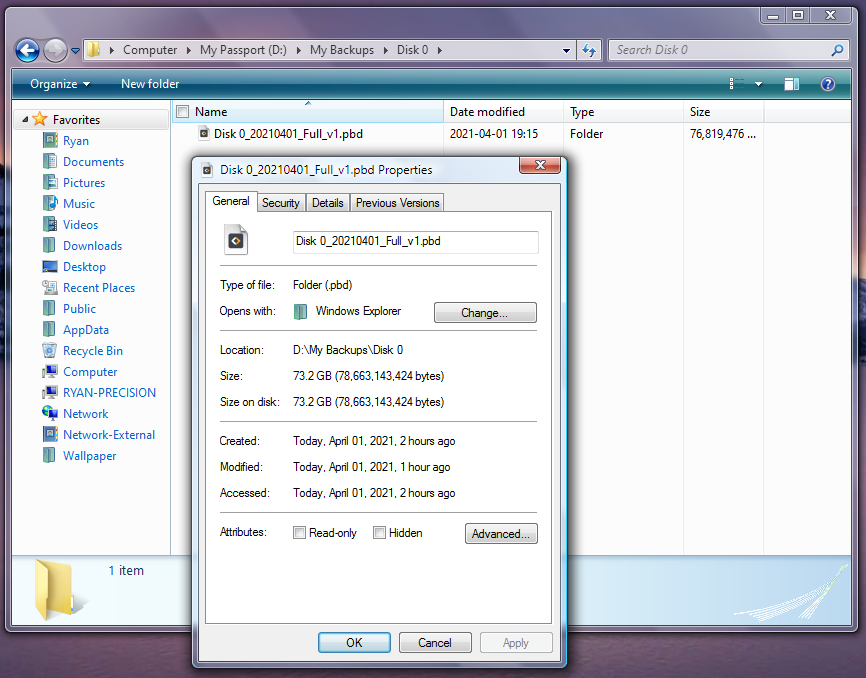 Computer My Passport (D:) My Backups Disk 0
Search Disk 0
Organize New folder
Favorites
Ryan
Documents
Pictures
Music
Videos
Downloads
Desktop
Recent Places
Public
AppData
Recycle Bin
Computer
RYAN-PRECISION
Network
Network-External
Wallpaper
Name Date modified Type Size
Disk 0_20210401_Full_v1.pbd 2021-04-01 19:15 Folder 76,819,476 ...
Disk 0_20210401_Full_v1.pbd Properties
General Security Details Previous Versions
Disk 0_20210401_Full_v1.pbd
Type of file: Folder (.pbd)
Opens with: Windows Explorer Change...
Location: D:\My Backups\Disk 0
Size: 73.2 GB (78,663,143,424 bytes)
Size on disk: 73.2 GB (78,663,143,424 bytes)
Created: Today, April 01, 2021, 2 hours ago
Modified: Today, April 01, 2021, 1 hour ago
Accessed: Today, April 01, 2021, 2 hours ago
Attributes: Read-only Hidden Advanced...
OK Cancel Apply
1 item